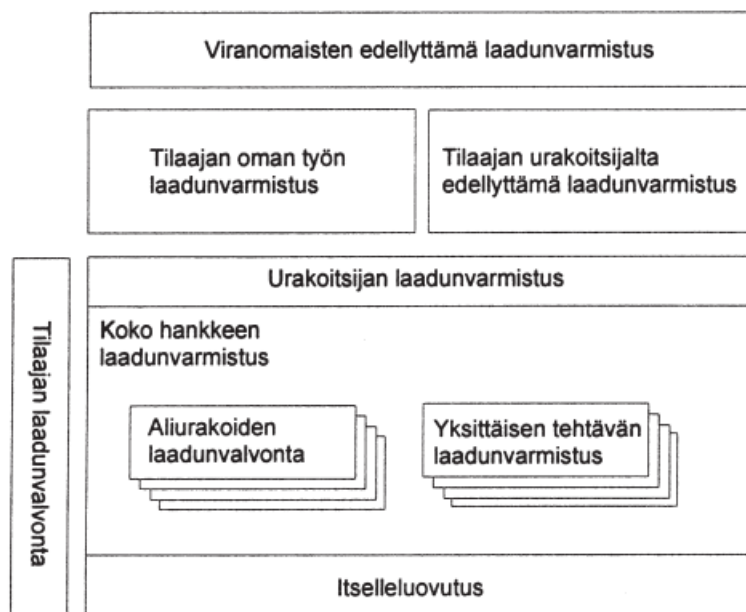 Viranomaisten edellyttämä laadunvarmistus
Tilaajan oman työn
laadunvarmistus
Tilaajan urakoitsijalta
edellyttämä laadunvarmistus
Tilaajan laadunvalvonta
Urakoitsijan laadunvarmistus
Koko hankkeen
laadunvarmistus
Aliurakoiden
laadunvalvonta
Yksittäisen tehtävän
laadunvarmistus
Itselleluovutus